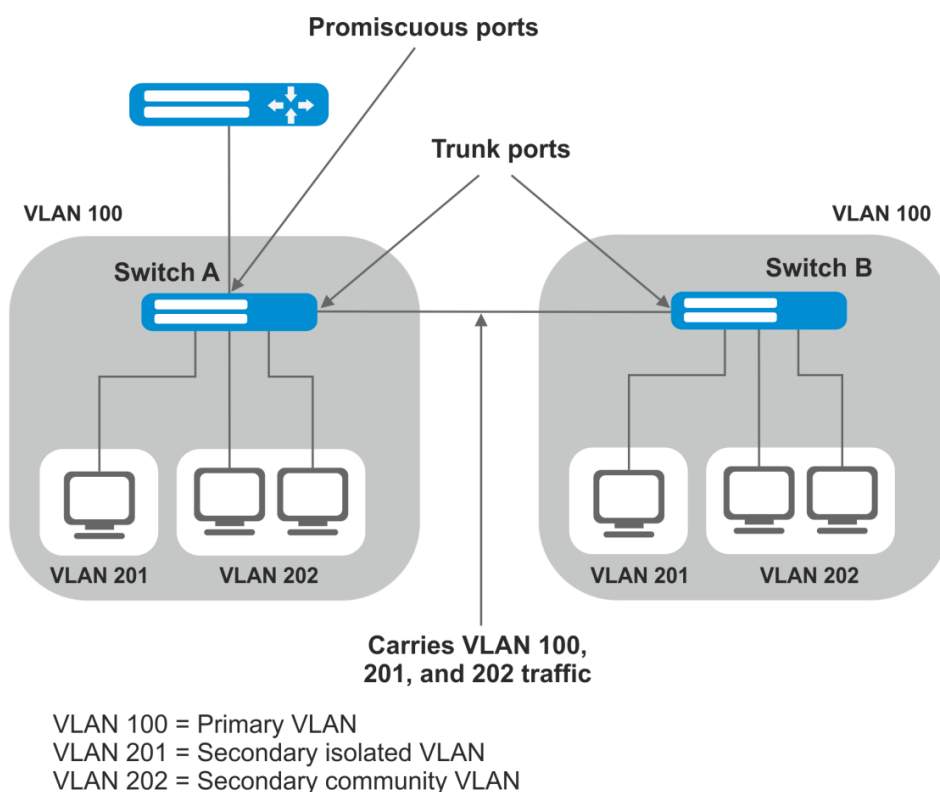 Promiscuous ports
Trunk ports
VLAN 100
VLAN 100
Switch A
Switch B
VLAN 201
VLAN 202
VLAN 201
VLAN 202
Carries VLAN 100,
201, and 202 traffic
VLAN 100 = Primary VLAN
VLAN 201 = Secondary isolated VLAN
VLAN 202 = Secondary community VLAN